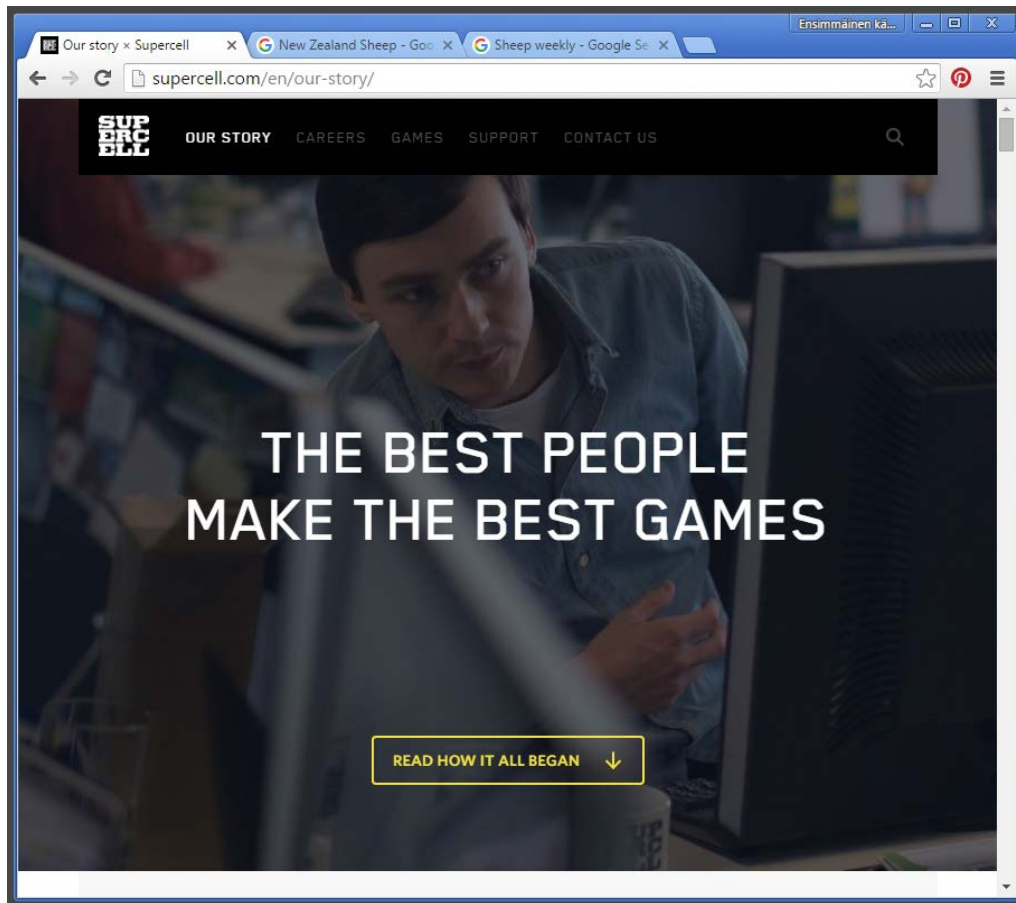 Ensimmäinen kä...
Our story × Supercell
New Zealand Sheep - Goo
Sheep weekly - Google Se
supercell.com/en/our-story/
SUP
ERC
ELL
OUR STORY CAREERS GAMES SUPPORT CONTACT US
THE BEST PEOPLE
MAKE THE BEST GAMES
READ HOW IT ALL BEGAN